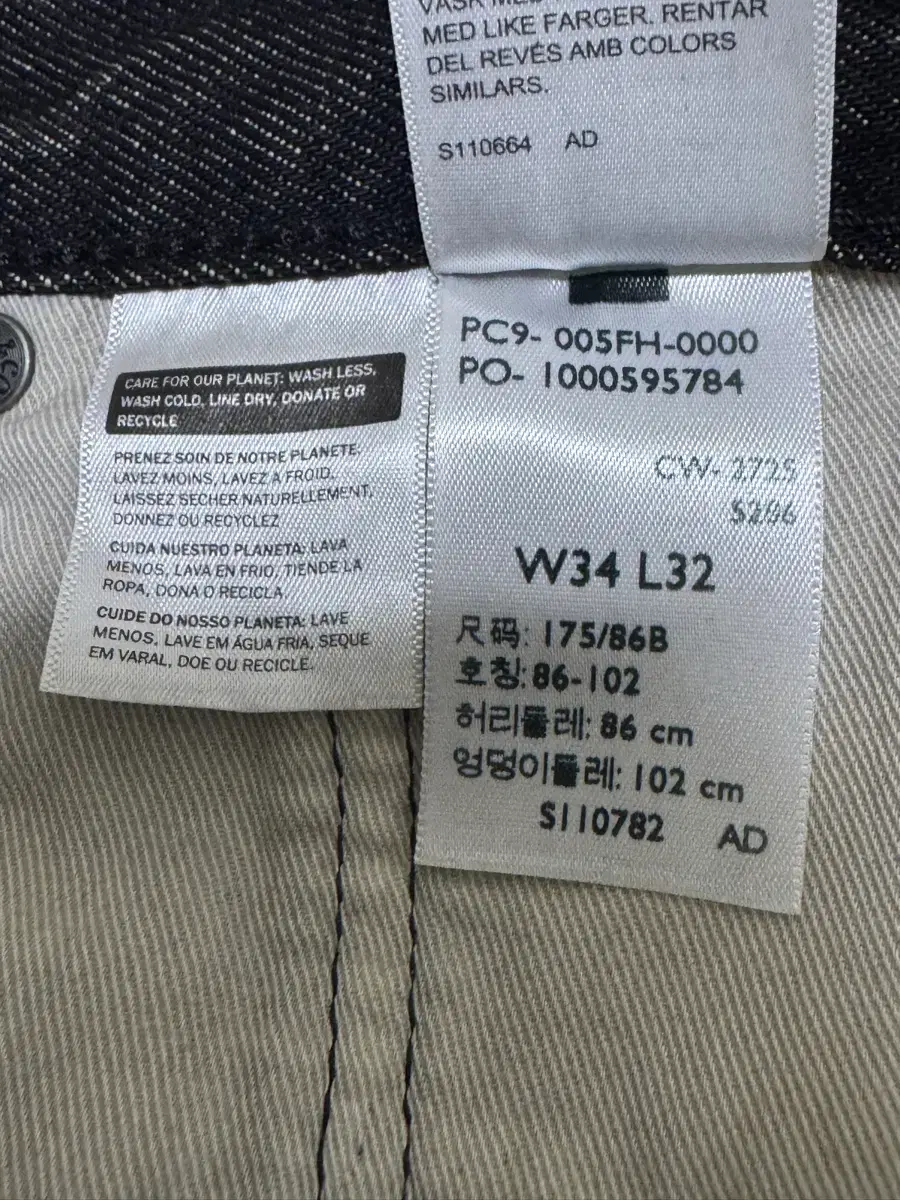 MED LIKE FARGER. RENTAR
DEL REVÉS AMB COLORS
SIMILARS.
S110664 AD
CARE FOR OUR PLANET: WASH LESS,
WASH COLD, LINE DRY, DONATE OR
RECYCLE
PRENEZ SOIN DE NOTRE PLANETE:
LAVEZ MOINS, LAVEZ A FROID,
LAISSEZ SECHER NATURELLEMENT,
DONNEZ OU RECYCLEZ
CUIDA NUESTRO PLANETA: LAVA
MENOS, LAVA EN FRIO, TIENDE LA
ROPA, DONA O RECICLA.
CUIDE DO NOSSO PLANETA: LAVE
MENOS, LAVE EM ÁGUA FRIA, SEQUE
EM VARAL, DOE OU RECICLE.
PC9- 005FH-0000
PO- 1000595784
CW- 2725
S206
W34 L32
尺码: 175/86B
호칭: 86-102
허리둘레: 86 cm
엉덩이둘레: 102 cm
S110782 AD